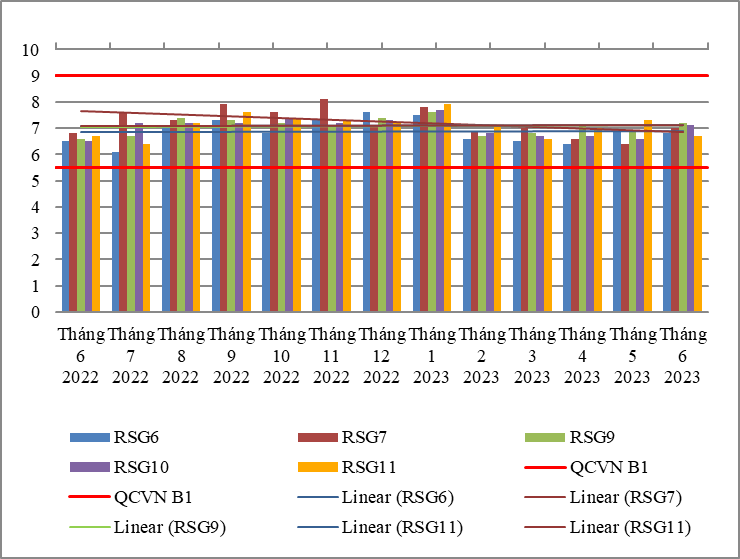 10
9
8
7
6
5
4
3
2
1
0
Tháng Tháng Tháng Tháng Tháng Tháng Tháng Tháng Tháng Tháng Tháng Tháng Tháng
6 7 8 9 10 11 12 1 2 3 4 5 6
2022 2022 2022 2022 2022 2022 2022 2023 2023 2023 2023 2023 2023
RSG6 RSG7 RSG9
RSG10 RSG11 QCVN B1
QCVN B1 Linear (RSG6) Linear (RSG7)
Linear (RSG9) Linear (RSG11) Linear (RSG11)